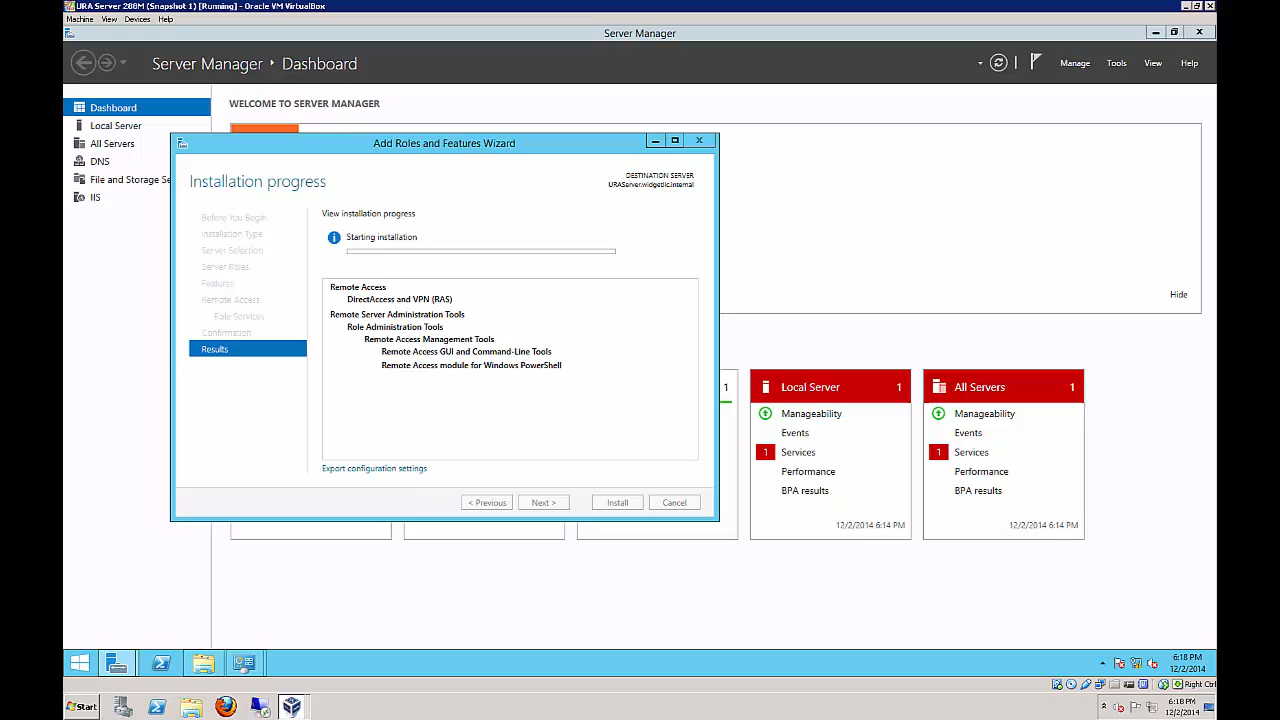 URA Server 208M (Snapshot 1) [Running] - Oracle VM VirtualBox
Machine View Devices Help
Server Manager
Server Manager ‣ Dashboard
Manage Tools View Help
Dashboard
Local Server
All Servers
DNS
File and Storage Se
IIS
WELCOME TO SERVER MANAGER
Hide
Add Roles and Features Wizard
Installation progress
DESTINATION SERVER
URAServer.widgetllc.internal
Before You Begin
Installation Type
Server Selection
Server Roles
Features
Remote Access
Role Services
Confirmation
Results
View installation progress
Starting installation
Remote Access
DirectAccess and VPN (RAS)
Remote Server Administration Tools
Role Administration Tools
Remote Access Management Tools
Remote Access GUI and Command-Line Tools
Remote Access module for Windows PowerShell
Export configuration settings
< Previous Next > Install Cancel
1
Local Server 1
Manageability
Events
1 Services
Performance
BPA results
12/2/2014 6:14 PM
All Servers 1
Manageability
Events
1 Services
Performance
BPA results
12/2/2014 6:14 PM
6:18 PM
12/2/2014
Right Ctrl
Start
6:18 PM
12/2/2014